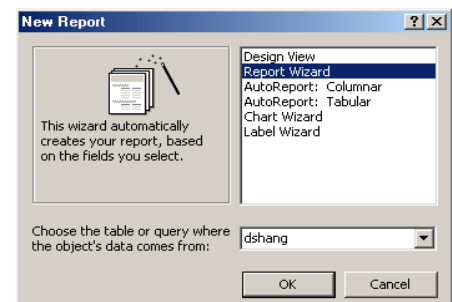 New Report
Design View
Report Wizard
AutoReport: Columnar
AutoReport: Tabular
Chart Wizard
Label Wizard
This wizard automatically
creates your report, based
on the fields you select.
Choose the table or query where
the object's data comes from:
dshang
OK
Cancel